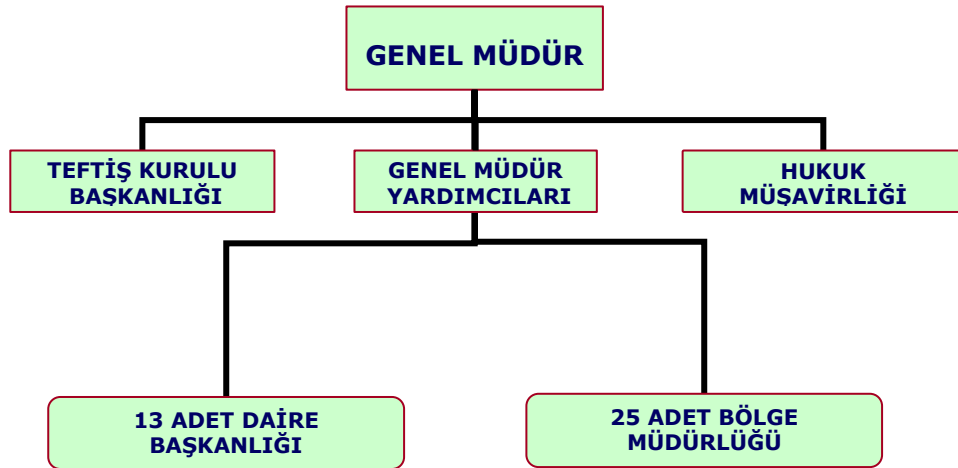 GENEL MÜDÜR
TEFTİŞ KURULU
BAŞKANLIĞI
GENEL MÜDÜR
YARDIMCILARI
HUKUK
MÜŞAVİRLİĞİ
13 ADET DAİRE
BAŞKANLIĞI
25 ADET BÖLGE
MÜDÜRLÜĞÜ